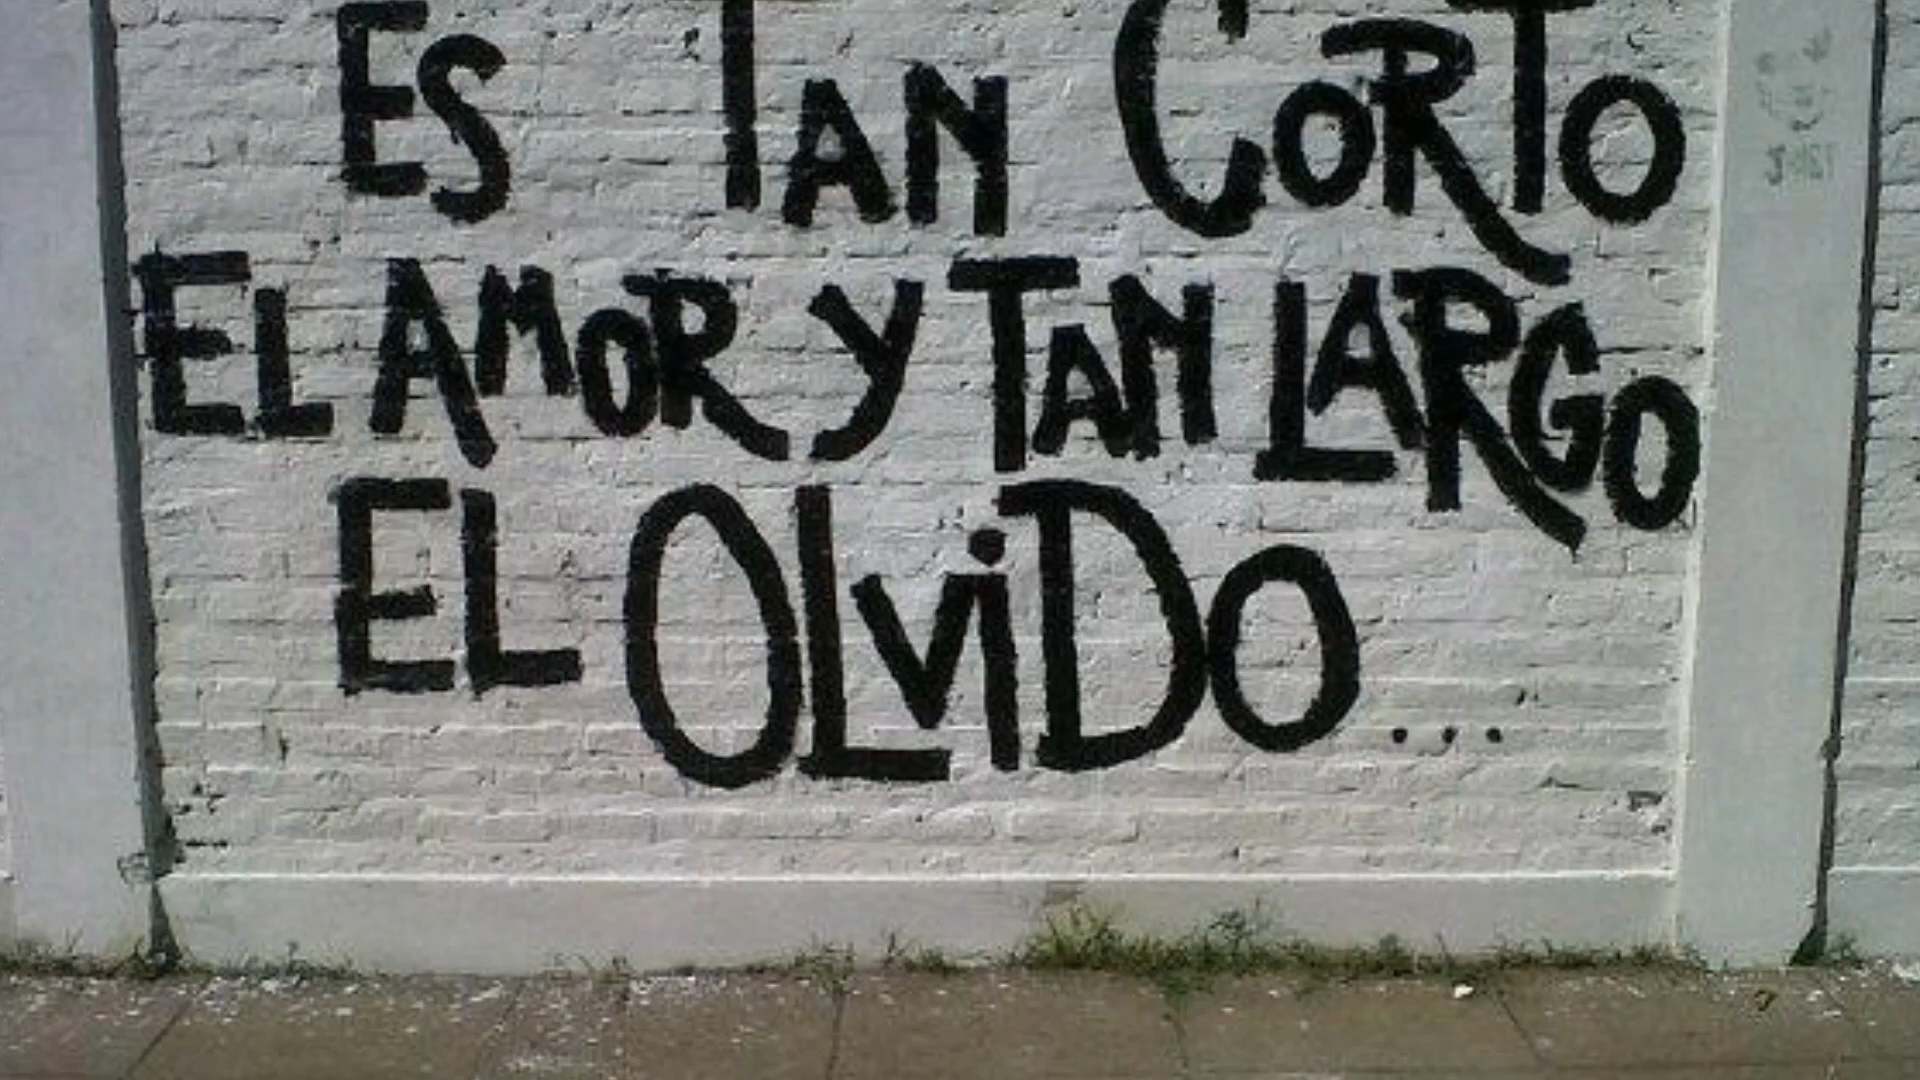 ES TAN CORTO
EL AMOR Y TAN LARGO
EL OLViDO...